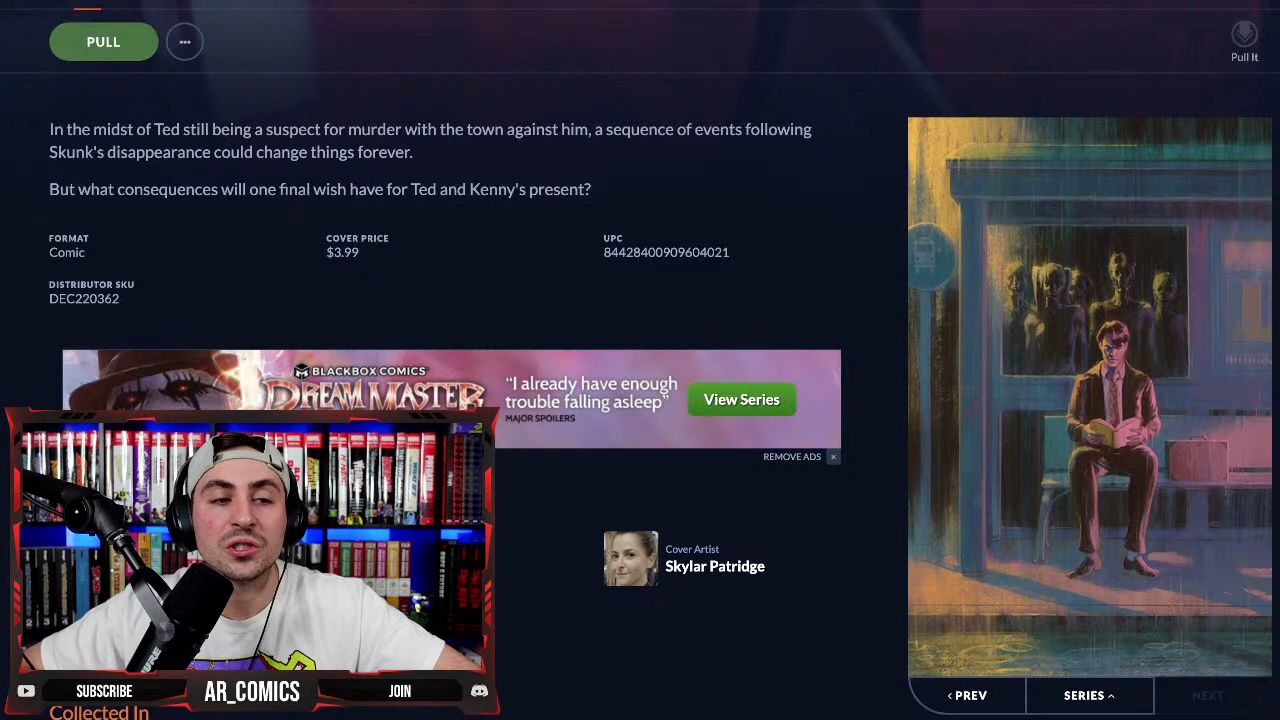 PULL
Pull It
In the midst of Ted still being a suspect for murder with the town against him, a sequence of events following
Skunk's disappearance could change things forever.
But what consequences will one final wish have for Ted and Kenny's present?
FORMAT
Comic
COVER PRICE
$3.99
UPC
84428400909604021
DISTRIBUTOR SKU
DEC220362
BLACKBOX COMICS
DREAM MASTER
"I already have enough
trouble falling asleep"
MAJOR SPOILERS
View Series
REMOVE ADS ×
Cover Artist
Skylar Patridge
SUBSCRIBE
AR_COMICS
JOIN
Collected In
‹ PREV
SERIES
NEXT ›